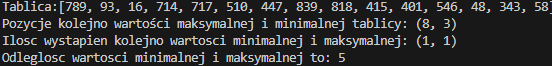 Tablica:[789, 93, 16, 714, 717, 510, 447, 839, 818, 415, 401, 546, 48, 343, 58
Pozycje kolejno wartości maksymalnej i minimalnej tablicy: (8, 3)
Ilosc wystapien kolejno wartosci minimalnej i maksymalnej: (1, 1)
Odleglosc wartosci minimalnej i maksymalnej to: 5